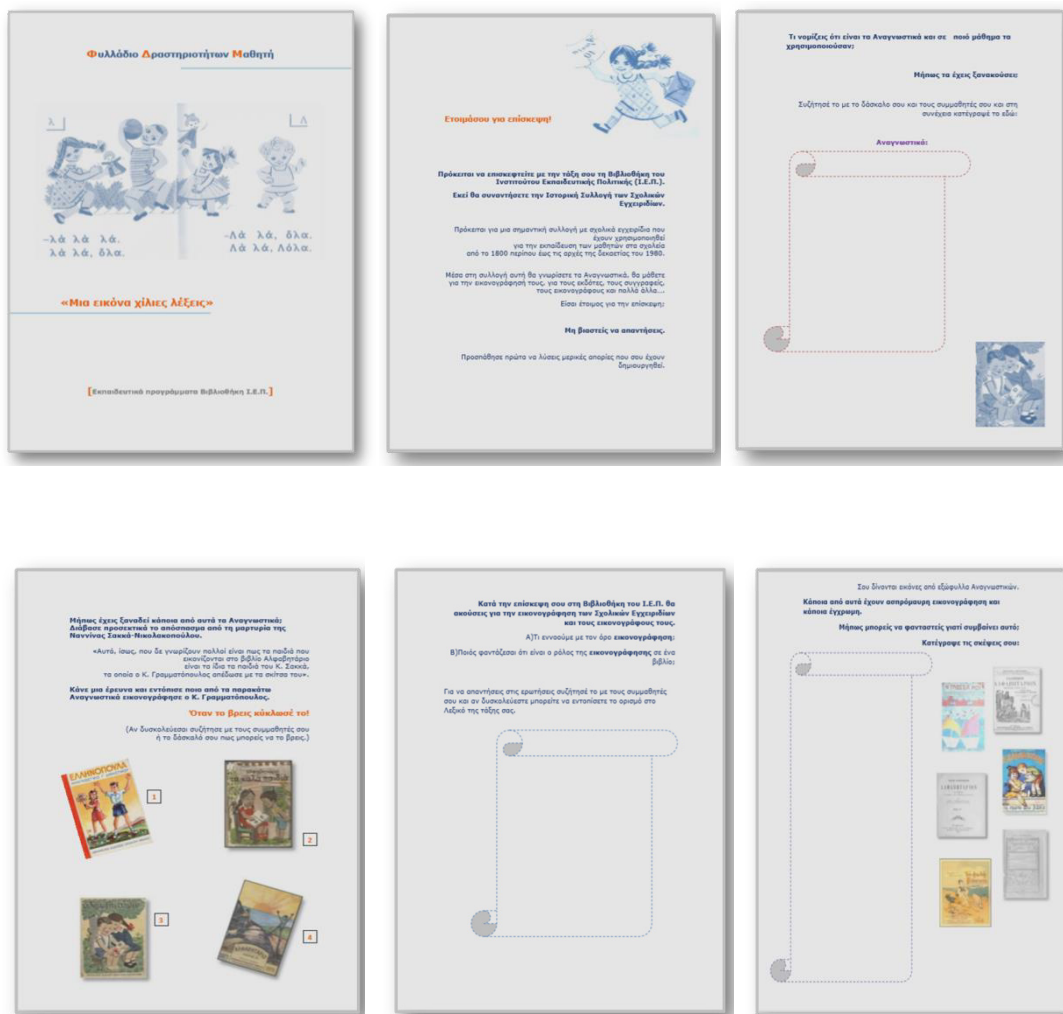 Φυλλάδιο Δραστηριοτήτων Μαθητή
λ
Λ
-λὰ λὰ λά.
λὰ λά, ὅλα.
-Λὰ λά, ὅλα.
Λὰ λά, Λόλα.
«Μια εικόνα χίλιες λέξεις»
[Εκπαιδευτικά προγράμματα Βιβλιοθήκη Ι.Ε.Π.]
Ετοιμάσου για επίσκεψη!
Πρόκειται να επισκεφτείτε με την τάξη σου τη Βιβλιοθήκη του
Ινστιτούτου Εκπαιδευτικής Πολιτικής (Ι.Ε.Π.).
Εκεί θα συναντήσετε την Ιστορική Συλλογή των Σχολικών
Εγχειριδίων.
Πρόκειται για μια σημαντική συλλογή με σχολικά εγχειρίδια που
έχουν χρησιμοποιηθεί
για την εκπαίδευση των μαθητών στα σχολεία
από το 1800 περίπου έως τις αρχές της δεκαετίας του 1980.
Μέσα στη συλλογή αυτή θα γνωρίσετε τα Αναγνωστικά, θα μάθετε
για την εικονογράφησή τους, για τους εκδότες, τους συγγραφείς,
τους εικονογράφους και πολλά άλλα...
Είσαι έτοιμος για την επίσκεψη;
Μη βιαστείς να απαντήσεις.
Προσπάθησε πρώτα να λύσεις μερικές απορίες που σου έχουν
δημιουργηθεί.
Τι νομίζεις ότι είναι τα Αναγνωστικά και σε ποιό μάθημα τα
χρησιμοποιούσαν;
Μήπως τα έχεις ξανακούσει;
Συζήτησέ το με το δάσκαλο σου και τους συμμαθητές σου και στη
συνέχεια κατέγραψέ το εδώ:
Αναγνωστικά:
Μήπως έχεις ξαναδεί κάποια από αυτά τα Αναγνωστικά;
Διάβασε προσεκτικά το απόσπασμα από τη μαρτυρία της
Ναννίνας Σακκά-Νικολακοπούλου.
«Αυτά, ίσως, που δε γνωρίζουν πολλοί είναι πως τα παιδιά που
εικονίζονται στο βιβλίο Αλφαβητάριο
είναι τα ίδια τα παιδιά του Κ. Σακκά,
τα οποία ο Κ. Γραμματόπουλος απέδωσε με τα σκίτσα του».
Κάνε μια έρευνα και εντόπισε ποιο από τα παρακάτω
Αναγνωστικά εικονογράφησε ο Κ. Γραμματόπουλος.
Όταν το βρεις κύκλωσέ το!
(Αν δυσκολεύεσαι συζήτησε με τους συμμαθητές σου
ή το δάσκαλό σου πως μπορείς να το βρεις.)
ΕΛΛΗΝΟΠΟΥΛΑ
1
2
3
4
Κατά την επίσκεψη σου στη Βιβλιοθήκη του Ι.Ε.Π. θα
ακούσεις για την εικονογράφηση των Σχολικών Εγχειριδίων
και τους εικονογράφους τους.
Α)Τι εννοούμε με τον όρο εικονογράφηση;
Β)Ποιός φαντάζεσαι ότι είναι ο ρόλος της εικονογράφησης σε ένα
βιβλίο;
Για να απαντήσεις στις ερωτήσεις συζήτησέ το με τους συμμαθητές
σου και αν δυσκολεύεστε μπορείτε να εντοπίσετε το ορισμό στο
Λεξικό της τάξης σας.
Σου δίνονται εικόνες από εξώφυλλα Αναγνωστικών.
Κάποια από αυτά έχουν ασπρόμαυρη εικονογράφηση και
κάποια έγχρωμη.
Μήπως μπορείς να φανταστείς γιατί συμβαίνει αυτό;
Κατέγραψε τις σκέψεις σου: